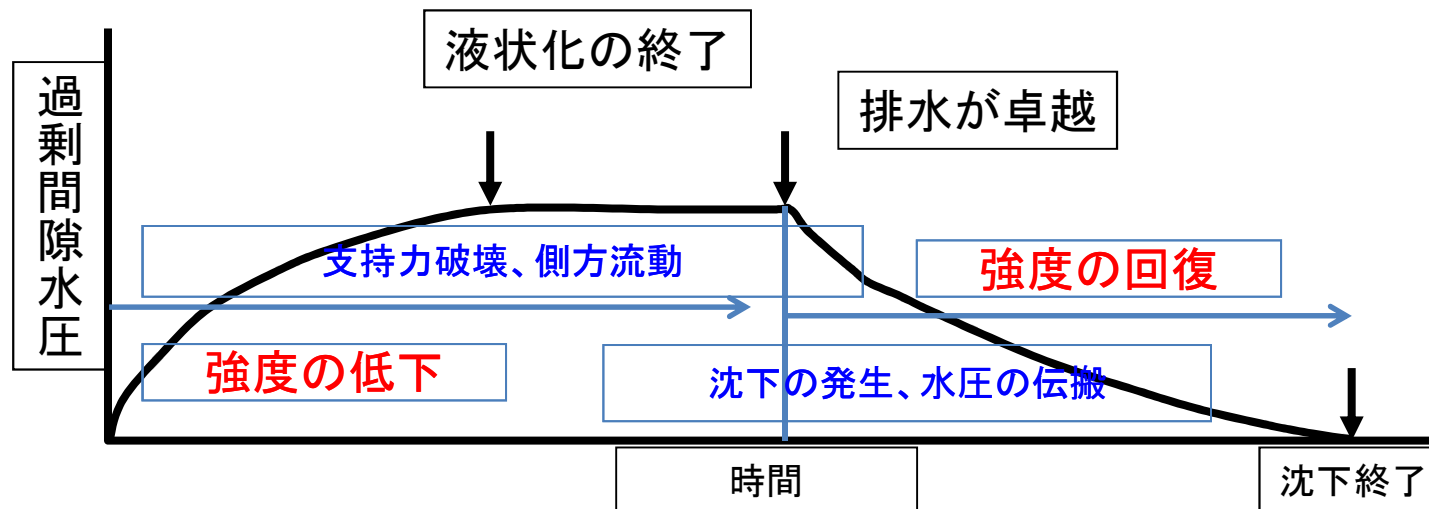 液状化の終了
排水が卓越
過剰間隙水圧
支持力破壊、側方流動
強度の回復
強度の低下
沈下の発生、水圧の伝搬
時間
沈下終了